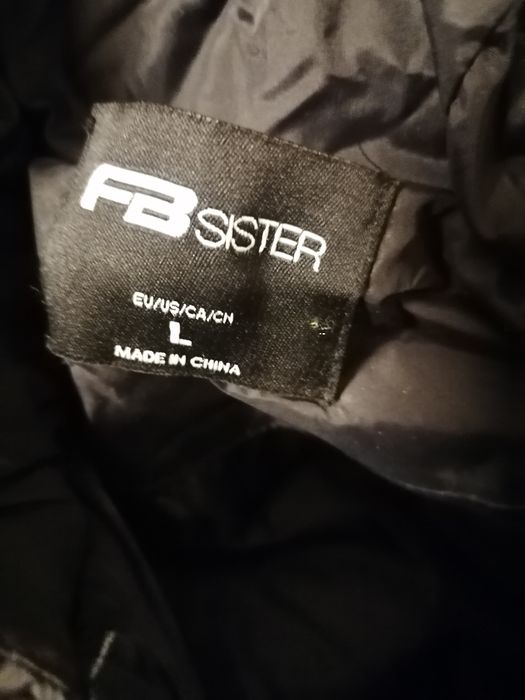 FB SISTER
EU/US/CA/CN
L
MADE IN CHINA